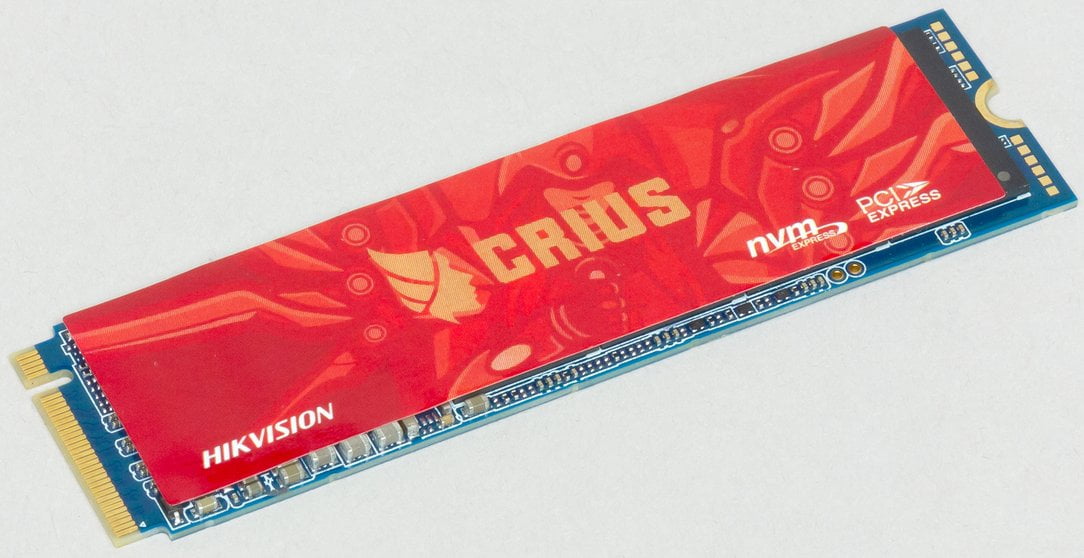 CRIUS
nvm
EXPRESS
PCI
EXPRESS
HIKVISION